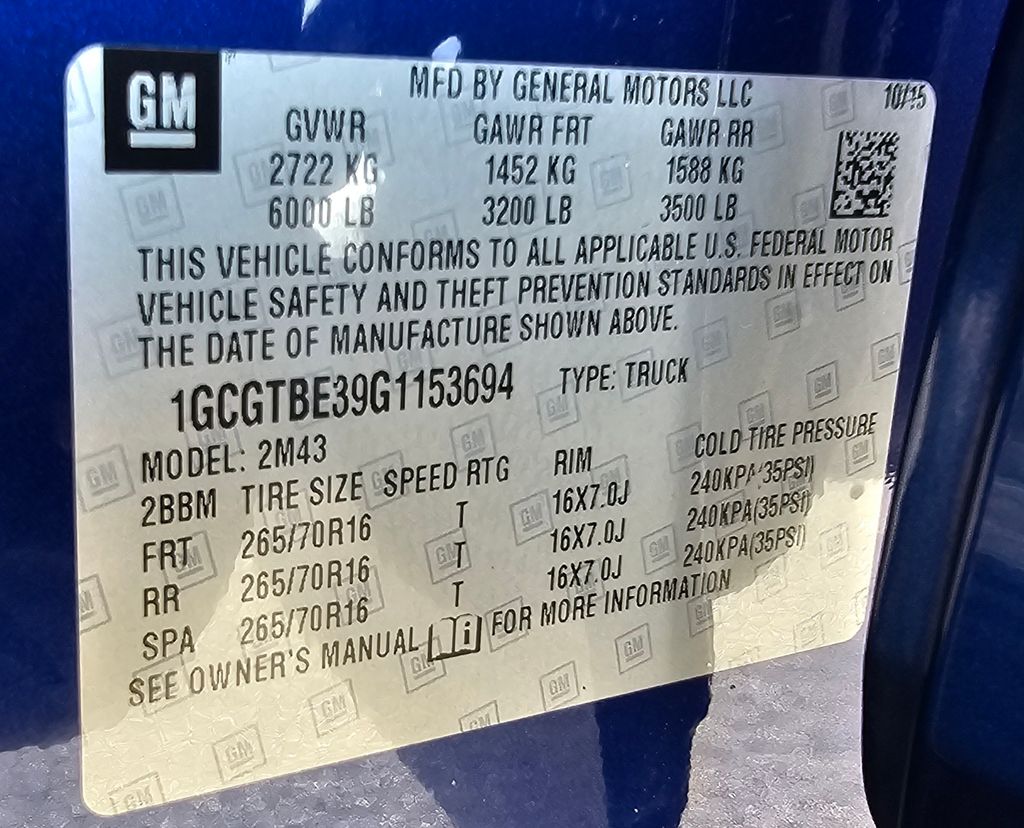 GM
MFD BY GENERAL MOTORS LLC 10/15
GVWR GAWR FRT GAWR RR
2722 KG 1452 KG 1588 KG
6000 LB 3200 LB 3500 LB
THIS VEHICLE CONFORMS TO ALL APPLICABLE U.S. FEDERAL MOTOR
VEHICLE SAFETY AND THEFT PREVENTION STANDARDS IN EFFECT ON
THE DATE OF MANUFACTURE SHOWN ABOVE.
1GCGTBE39G1153694 TYPE: TRUCK
MODEL: 2M43
2BBM TIRE SIZE SPEED RTG RIM COLD TIRE PRESSURE
FRT 265/70R16 T 16X7.0J 240KPA(35PSI)
RR 265/70R16 T 16X7.0J 240KPA(35PSI)
SPA 265/70R16 T 16X7.0J 240KPA(35PSI)
SEE OWNER'S MANUAL i FOR MORE INFORMATION